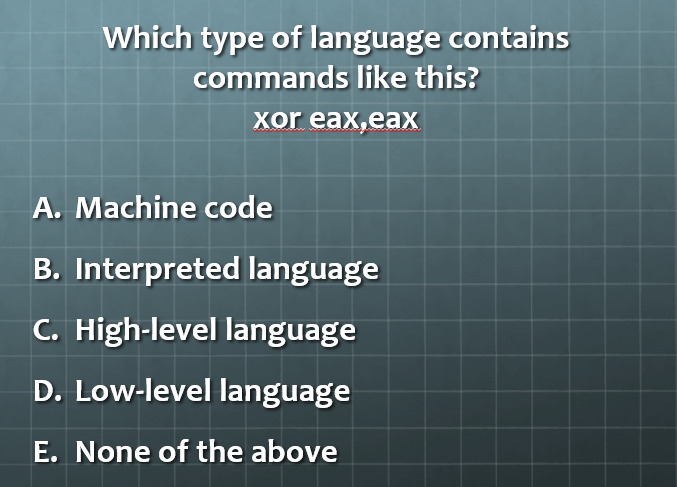 Which type of language contains
commands like this?
xor eax,eax
A. Machine code
B. Interpreted language
C. High-level language
D. Low-level language
E. None of the above